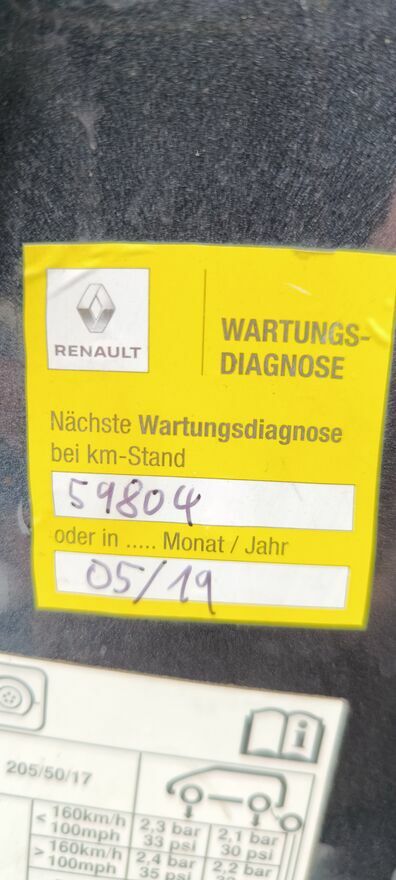 RENAULT
WARTUNGS-
DIAGNOSE
Nächste Wartungsdiagnose
bei km-Stand
59804
oder in ..... Monat / Jahr
05/19
205/50/17
< 160km/h 100mph 2,3 bar 33 psi 2,1 bar 30 psi
> 160km/h 100mph 2,4 bar 35 psi 2,2 bar